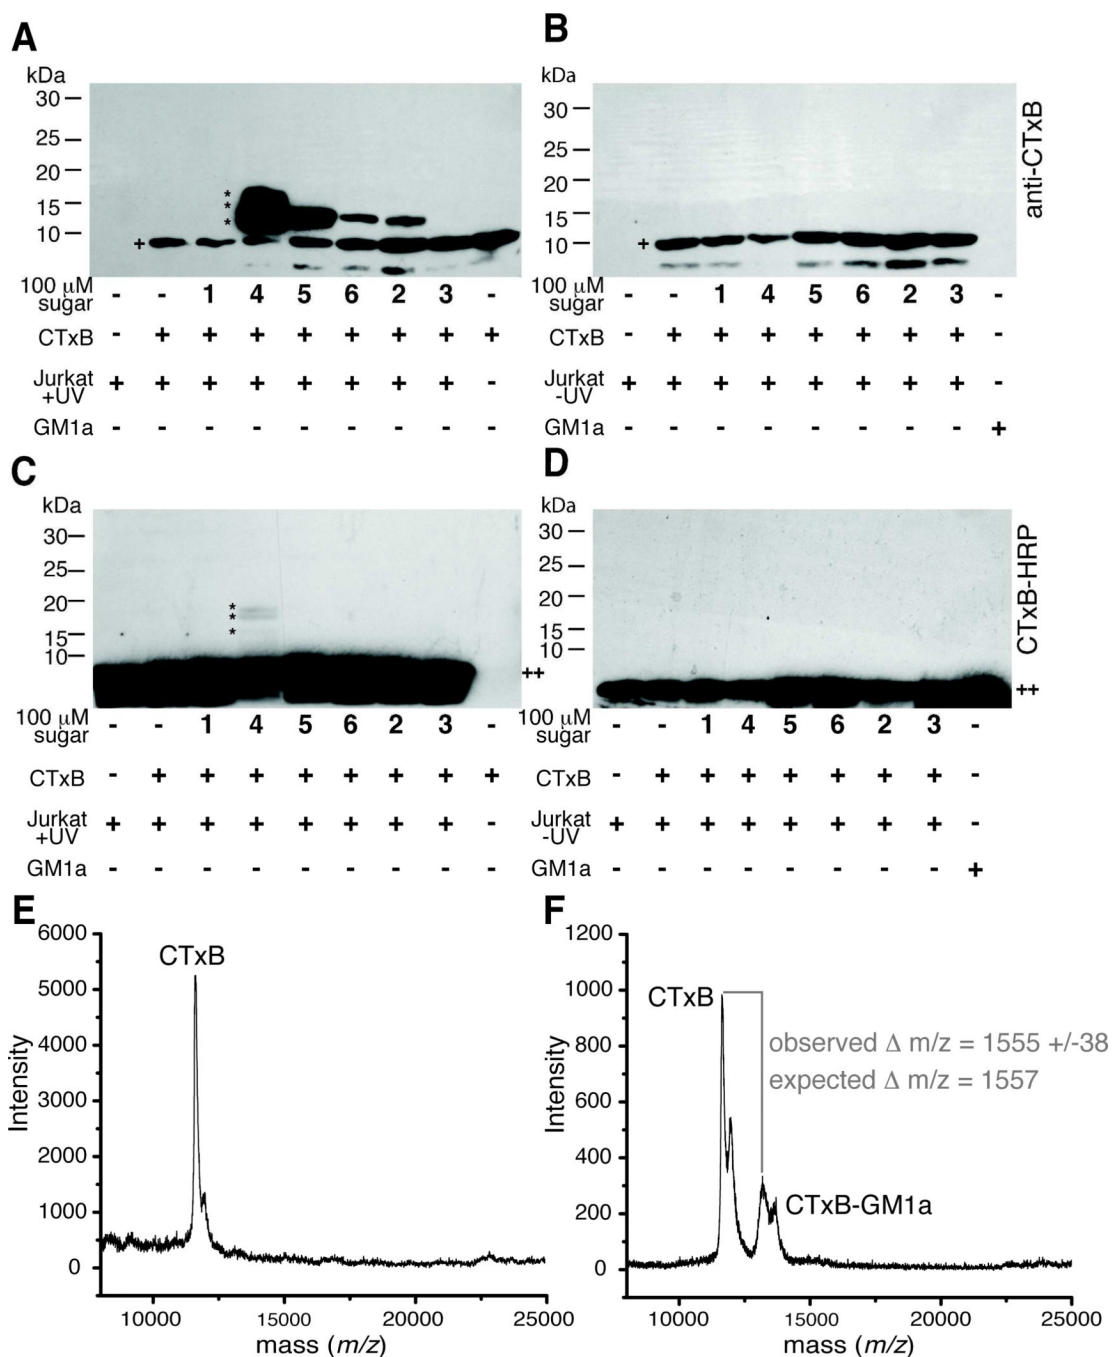 A
kDa
30
25
20
15
10
*
*
*
+
100 µM sugar - - 1 4 5 6 2 3 -
CTxB - + + + + + + + +
Jurkat +UV + + + + + + + + -
GM1a - - - - - - - - -
B
kDa
30
25
20
15
10
+
anti-CTxB
100 µM sugar - - 1 4 5 6 2 3 -
CTxB - + + + + + + + -
Jurkat -UV + + + + + + + + -
GM1a - - - - - - - - +
C
kDa
30
25
20
15
10
*
*
*
++
100 µM sugar - - 1 4 5 6 2 3 -
CTxB - + + + + + + + +
Jurkat +UV + + + + + + + + -
GM1a - - - - - - - - -
D
kDa
30
25
20
15
10
++
CTxB-HRP
100 µM sugar - - 1 4 5 6 2 3 -
CTxB - + + + + + + + -
Jurkat -UV + + + + + + + + -
GM1a - - - - - - - - +
E
6000
5000
4000
3000
2000
1000
0
Intensity
CTxB
10000 15000 20000 25000
mass (m/z)
F
1200
1000
800
600
400
200
0
Intensity
CTxB
observed Δ m/z = 1555 +/-38
expected Δ m/z = 1557
CTxB-GM1a
10000 15000 20000 25000
mass (m/z)